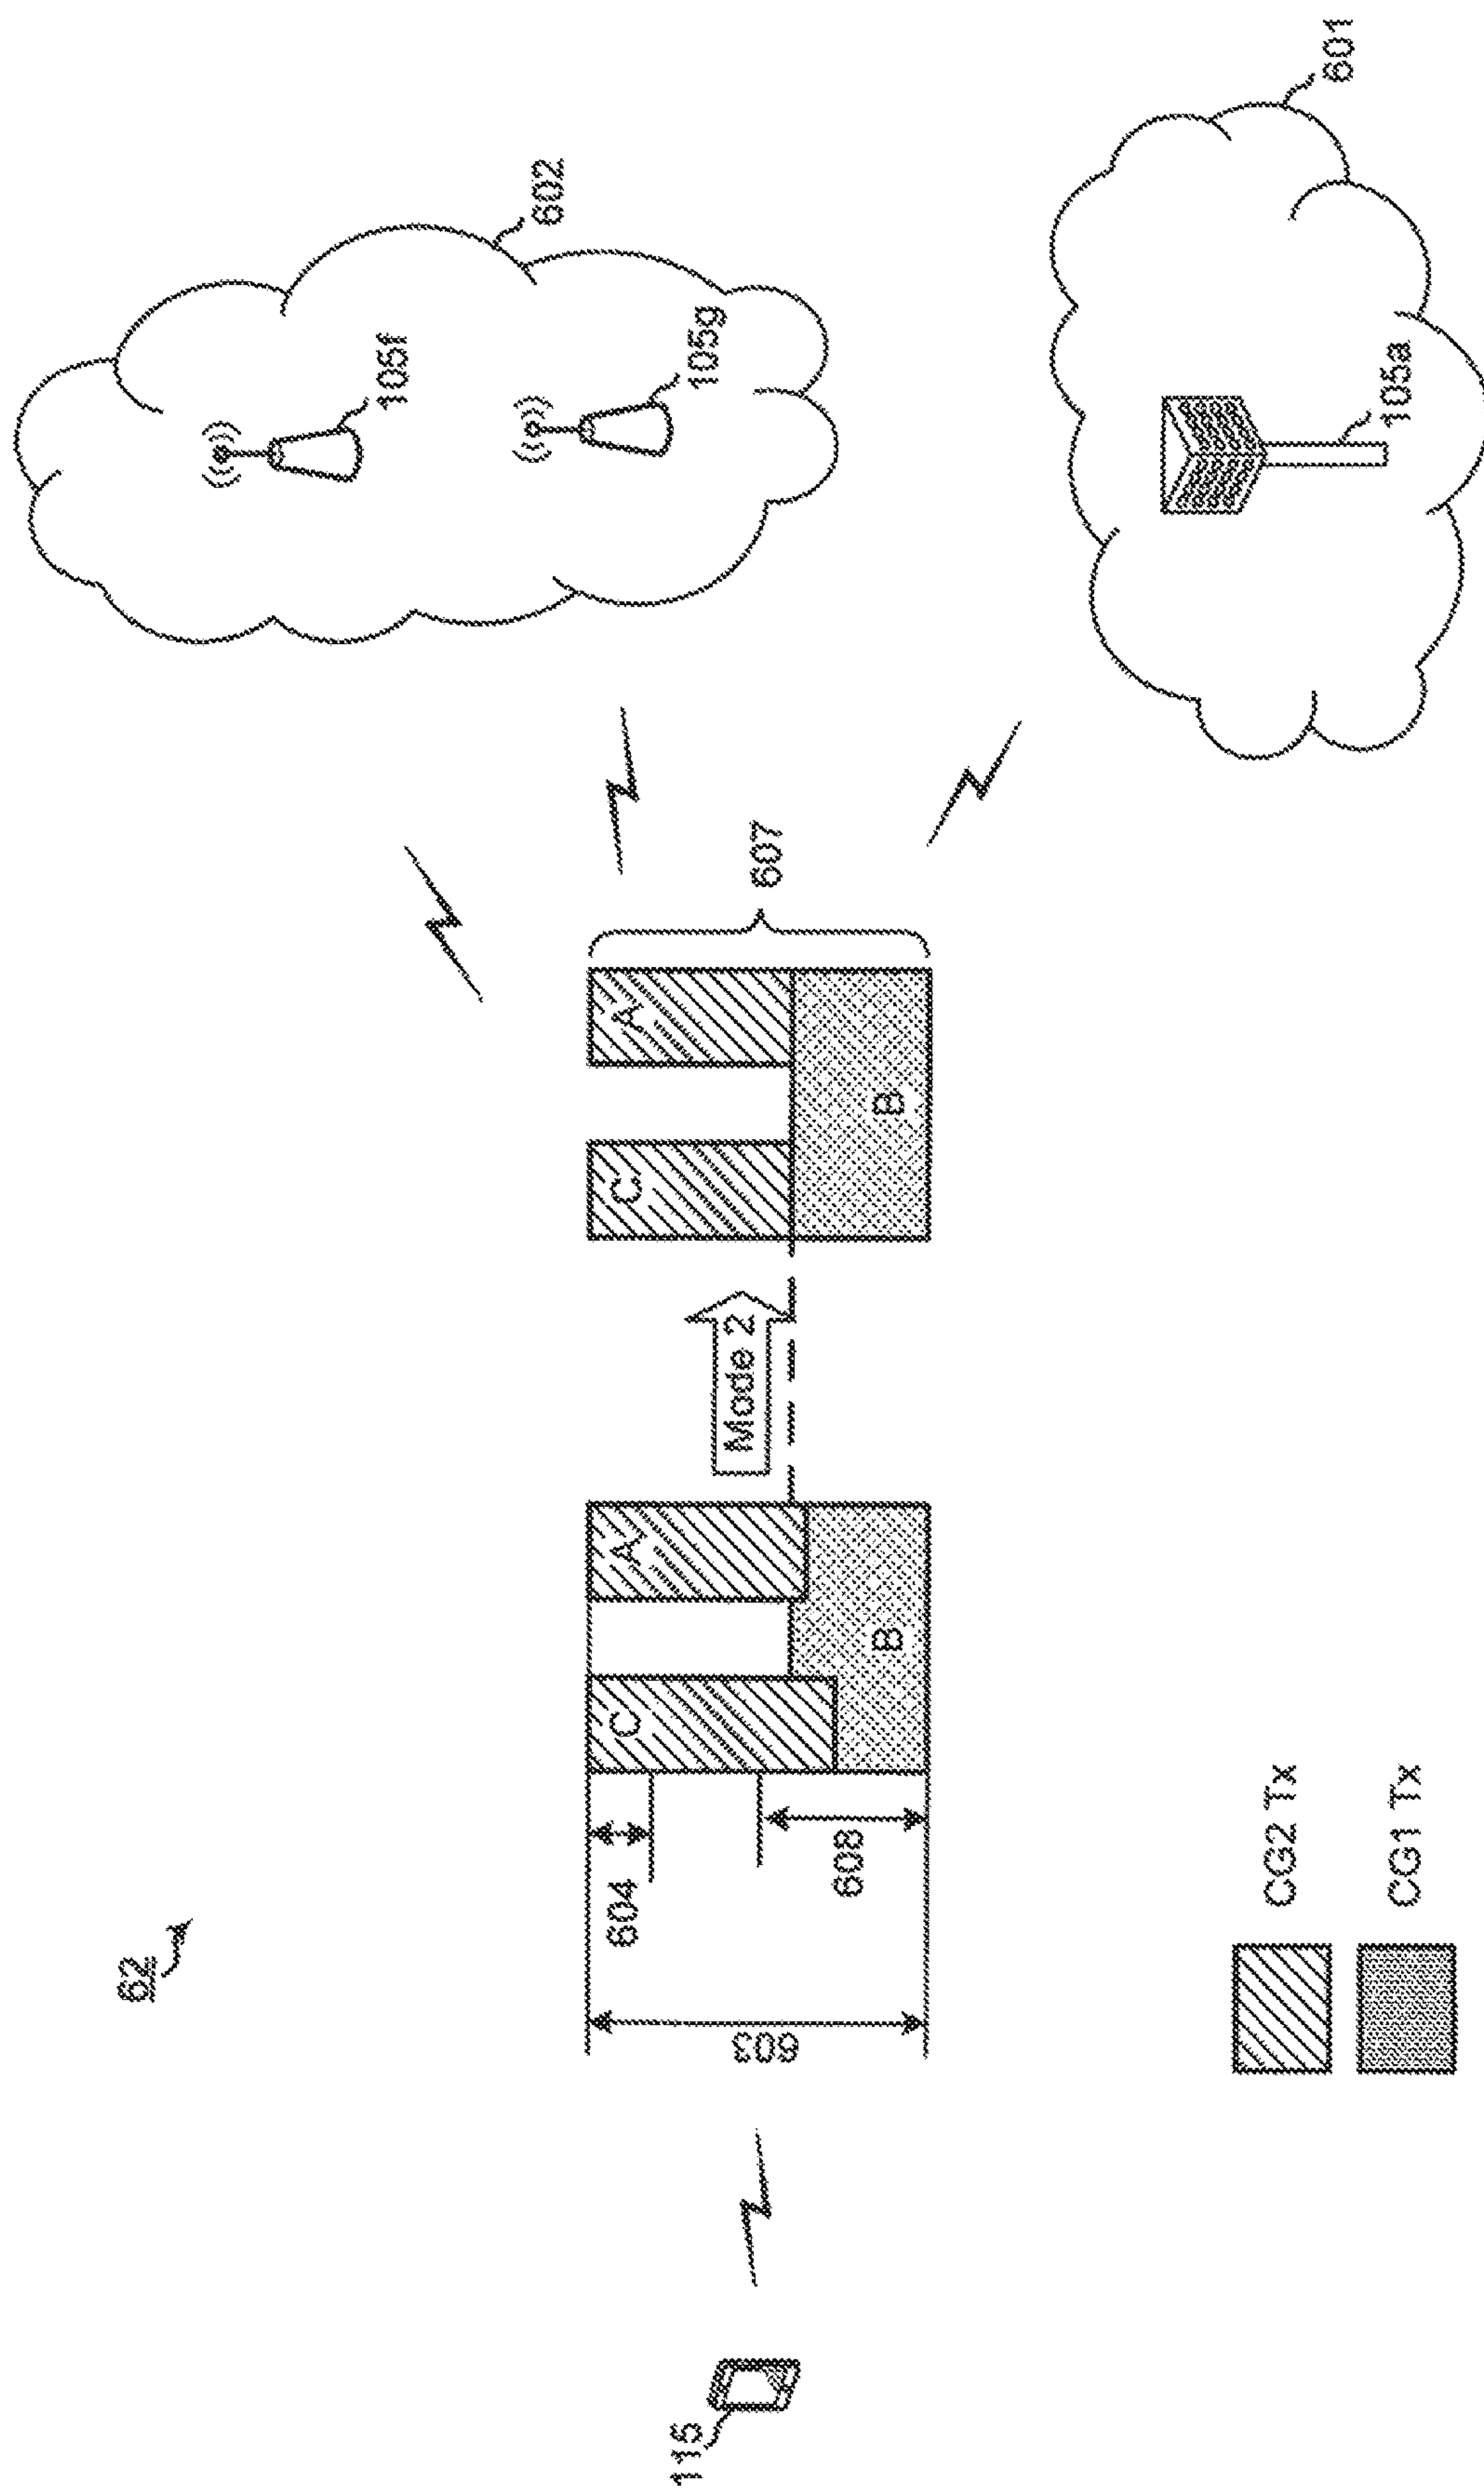 62
602
105f
105g
601
105a
607
C
A
B
Mode 2
C
A
B
604
603
608
115
CG2 Tx
CG1 Tx